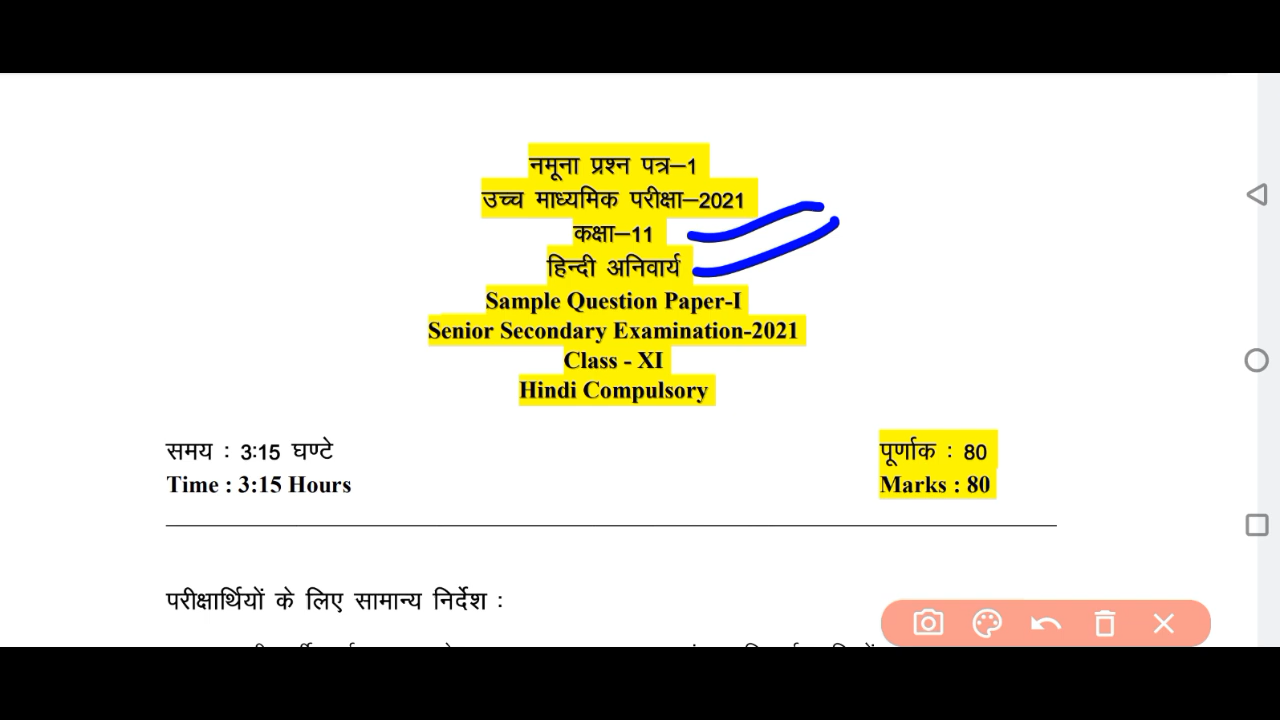 नमूना प्रश्न पत्र–1
उच्च माध्यमिक परीक्षा–2021
कक्षा–11
हिन्दी अनिवार्य
Sample Question Paper-I
Senior Secondary Examination-2021
Class - XI
Hindi Compulsory
समय : 3:15 घण्टे
पूर्णाक : 80
Time : 3:15 Hours
Marks : 80
परीक्षार्थियों के लिए सामान्य निर्देश :